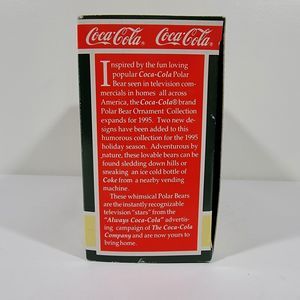 Coca-Cola® Coca-Cola®
Inspired by the fun loving
popular Coca-Cola Polar
Bear seen in television com-
mercials in homes all across
America, the Coca-Cola® brand
Polar Bear Ornament Collection
expands for 1995. Two new de-
signs have been added to this
humorous collection for the 1995
holiday season. Adventurous by
nature, these lovable bears can be
found sledding down hills or
sneaking an ice cold bottle of
Coke from a nearby vending
machine.
These whimsical Polar Bears
are the instantly recognizable
television "stars" from the
"Always Coca-Cola" advertis-
ing campaign of The Coca-Cola
Company and are now yours to
bring home.